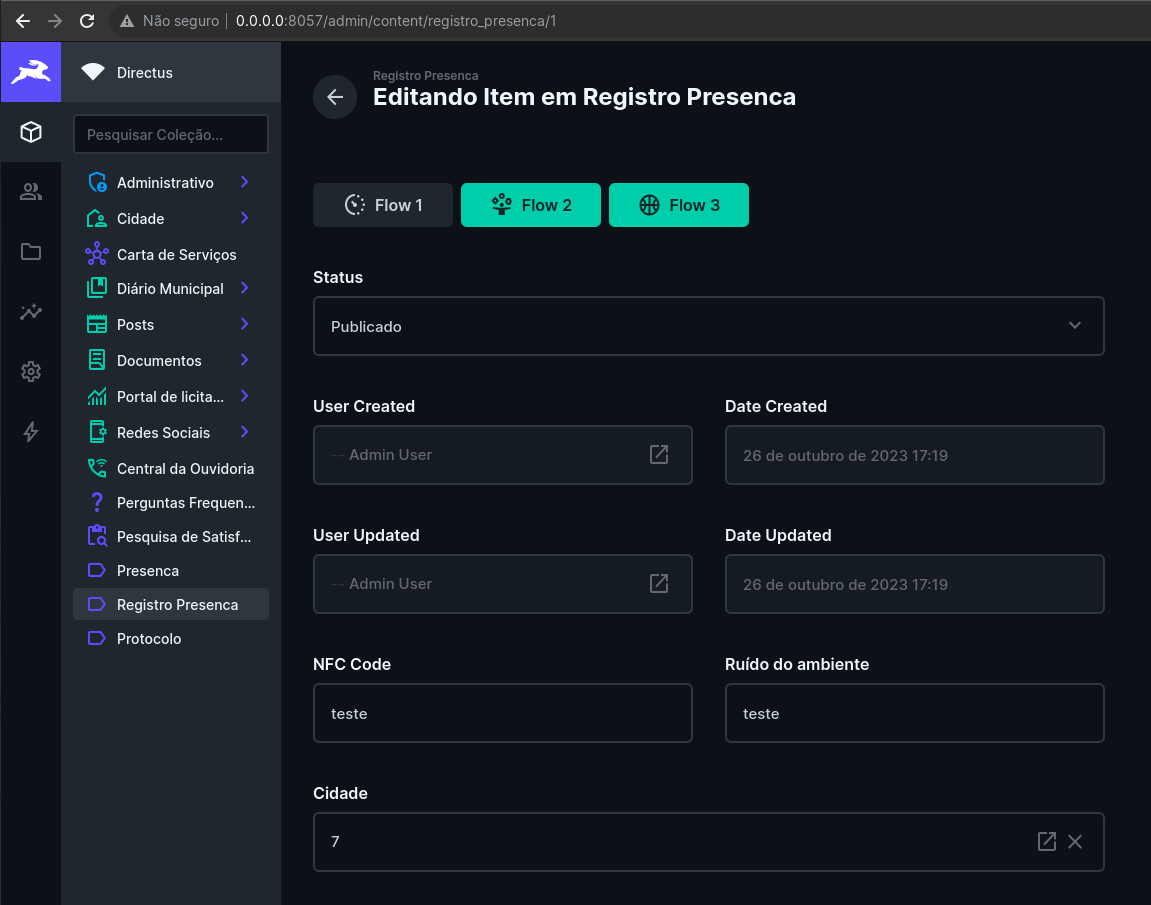 Não seguro | 0.0.0.0:8057/admin/content/registro_presenca/1
Directus
Pesquisar Coleção...
Administrativo
Cidade
Carta de Serviços
Diário Municipal
Posts
Documentos
Portal de licita...
Redes Sociais
Central da Ouvidoria
Perguntas Frequen...
Pesquisa de Satisf...
Presenca
Registro Presenca
Protocolo
Registro Presenca
Editando Item em Registro Presenca
Flow 1 Flow 2 Flow 3
Status
Publicado
User Created Date Created
-- Admin User 26 de outubro de 2023 17:19
User Updated Date Updated
-- Admin User 26 de outubro de 2023 17:19
NFC Code Ruído do ambiente
teste teste
Cidade
7